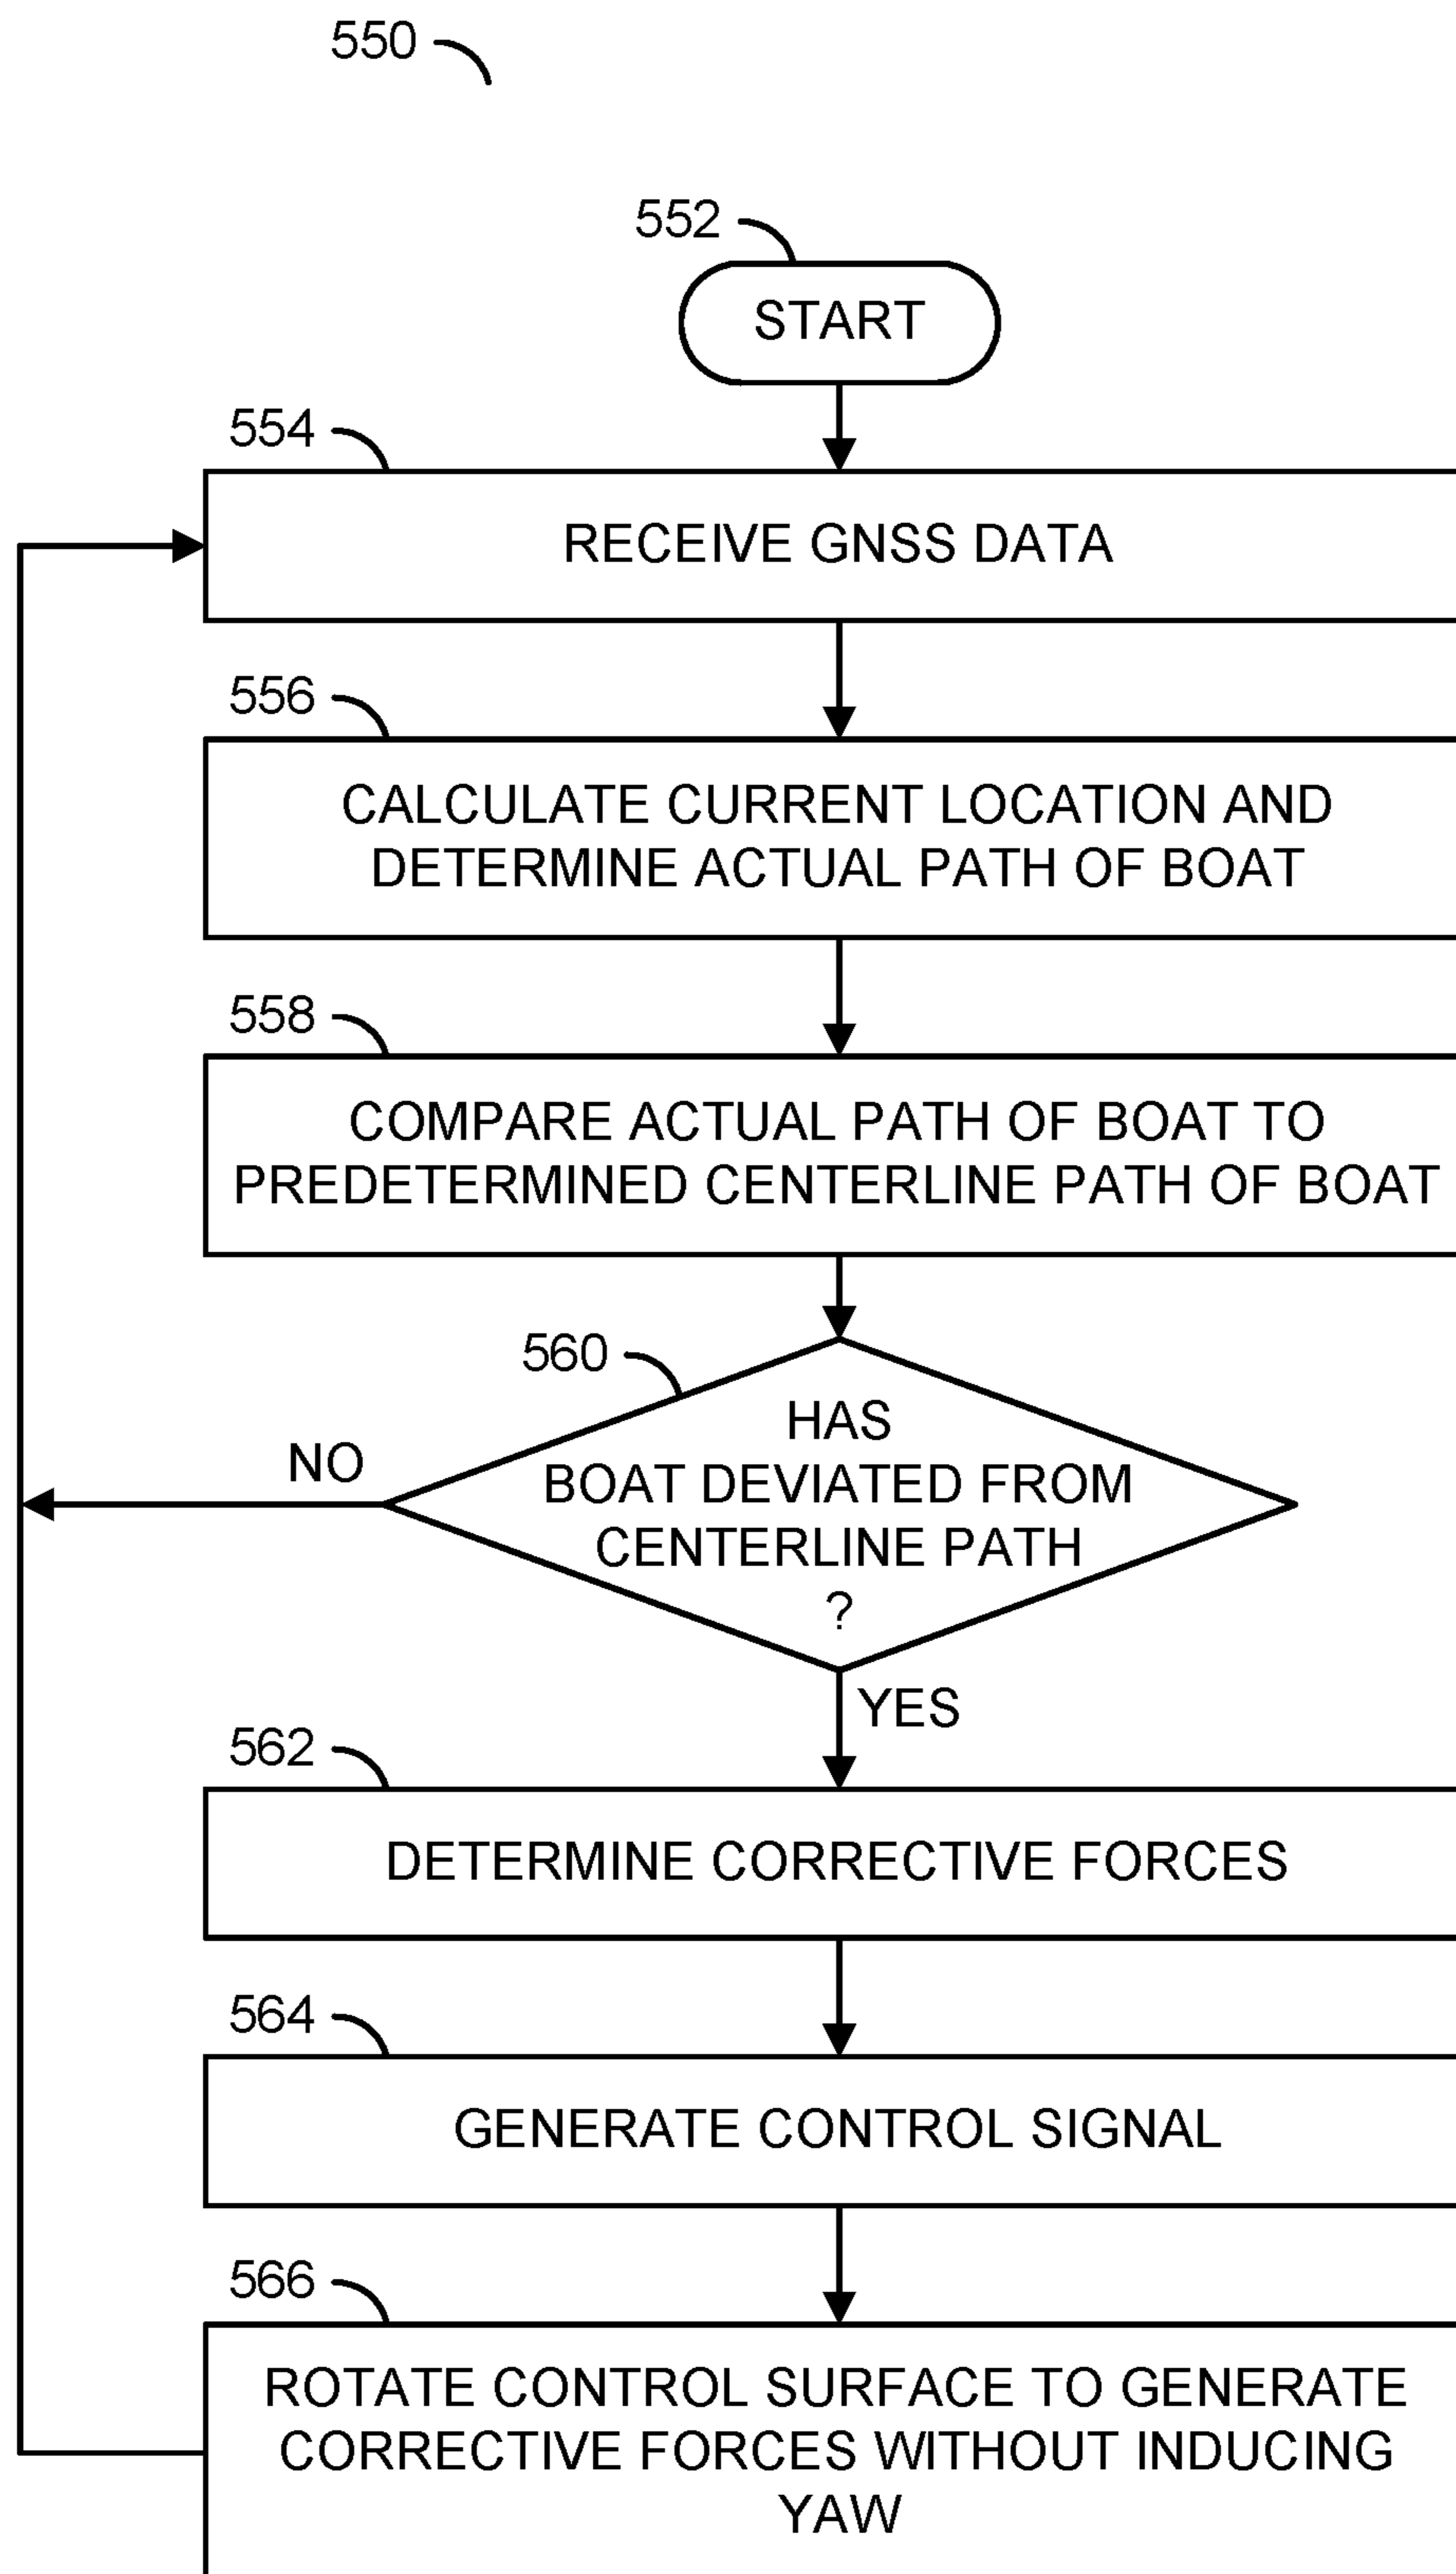 550
552
START
554
RECEIVE GNSS DATA
556
CALCULATE CURRENT LOCATION AND
DETERMINE ACTUAL PATH OF BOAT
558
COMPARE ACTUAL PATH OF BOAT TO
PREDETERMINED CENTERLINE PATH OF BOAT
560
HAS
BOAT DEVIATED FROM
CENTERLINE PATH
?
NO
YES
562
DETERMINE CORRECTIVE FORCES
564
GENERATE CONTROL SIGNAL
566
ROTATE CONTROL SURFACE TO GENERATE
CORRECTIVE FORCES WITHOUT INDUCING
YAW